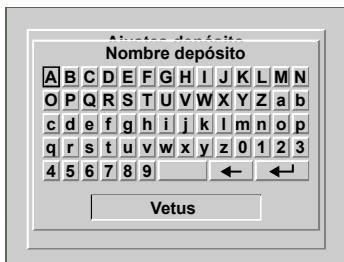 Ajustes depósito
Nombre depósito
A B C D E F G H I J K L M N
O P Q R S T U V W X Y Z a b
c d e f g h i j k l m n o p
q r s t u v w x y z 0 1 2 3
4 5 6 7 8 9
Vetus